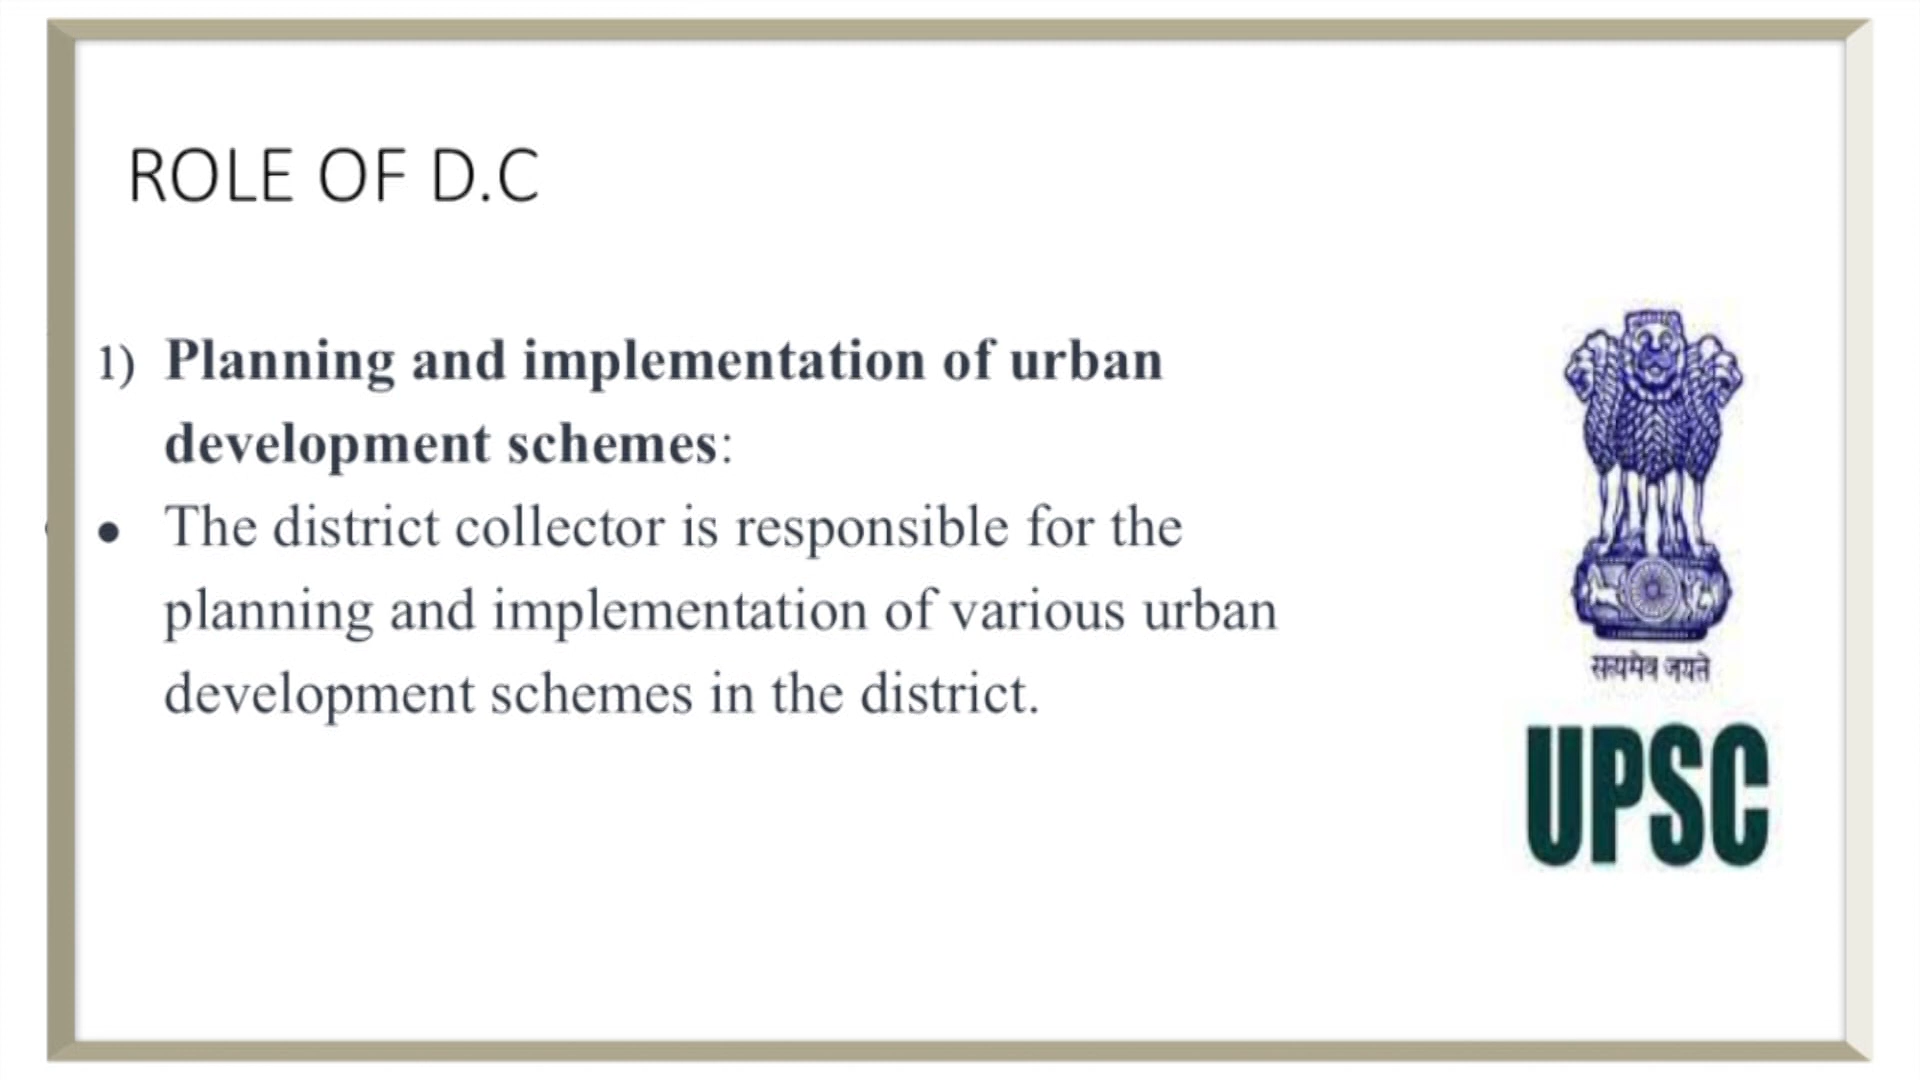 ROLE OF D.C
1) Planning and implementation of urban
development schemes:
• The district collector is responsible for the
planning and implementation of various urban
development schemes in the district.
सत्यमेव जयते
UPSC